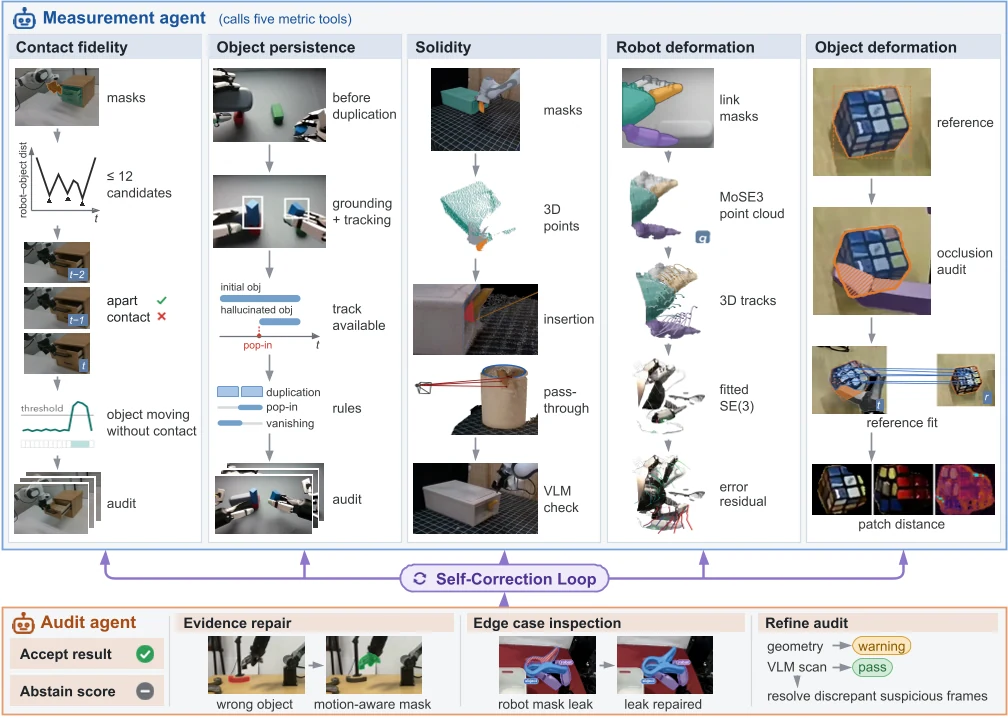 Measurement agent (calls five metric tools)
Contact fidelity
masks
robot–object dist
t
≤ 12
candidates
t−2
t−1
t
apart
contact
threshold
object moving
without contact
audit
Object persistence
before
duplication
grounding
+ tracking
initial obj
hallucinated obj
pop-in
t
track
available
duplication
pop-in
vanishing
rules
audit
Solidity
masks
3D
points
insertion
pass-
through
VLM
check
Robot deformation
link
masks
MoSE3
point cloud
g
3D tracks
fitted
SE(3)
error
residual
Object deformation
reference
occlusion
audit
t
r
reference fit
patch distance
Self-Correction Loop
Audit agent
Accept result
Abstain score
Evidence repair
wrong object
motion-aware mask
Edge case inspection
robot mask leak
leak repaired
Refine audit
geometry
warning
VLM scan
pass
resolve discrepant suspicious frames